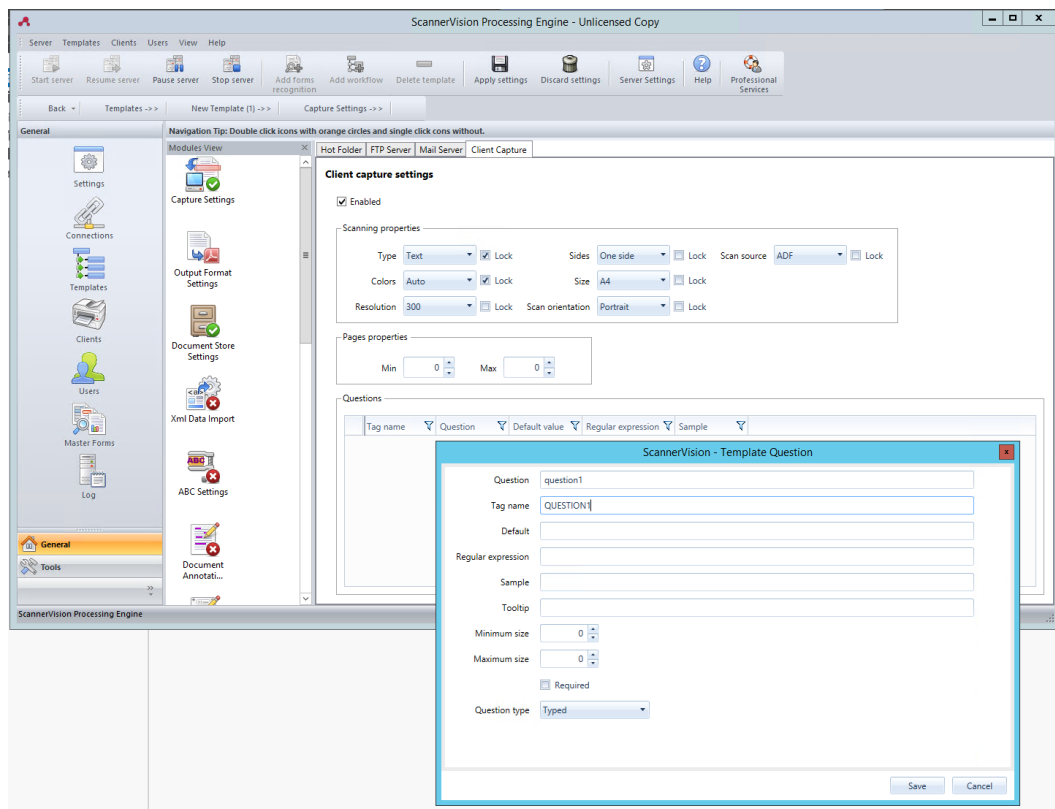 ScannerVision Processing Engine - Unlicensed Copy
Server Templates Clients Users View Help
Start server Resume server Pause server Stop server Add forms recognition Add workflow Delete template Apply settings Discard settings Server Settings Help Professional Services
Back Templates ->> New Template (1) ->> Capture Settings ->>
General
Navigation Tip: Double click icons with orange circles and single click cons without.
Settings
Connections
Templates
Clients
Users
Master Forms
Log
General
Tools
Modules View
Capture Settings
Output Format
Settings
Document Store
Settings
Xml Data Import
ABC
ABC Settings
Document
Annotati...
Hot Folder FTP Server Mail Server Client Capture
Client capture settings
Enabled
Scanning properties
Type Text Lock Sides One side Lock Scan source ADF Lock
Colors Auto Lock Size A4 Lock
Resolution 300 Lock Scan orientation Portrait Lock
Pages properties
Min 0 Max 0
Questions
Tag name Question Default value Regular expression Sample
ScannerVision - Template Question
Question question1
Tag name QUESTION1
Default
Regular expression
Sample
Tooltip
Minimum size 0
Maximum size 0
Required
Question type Typed
Save Cancel
ScannerVision Processing Engine